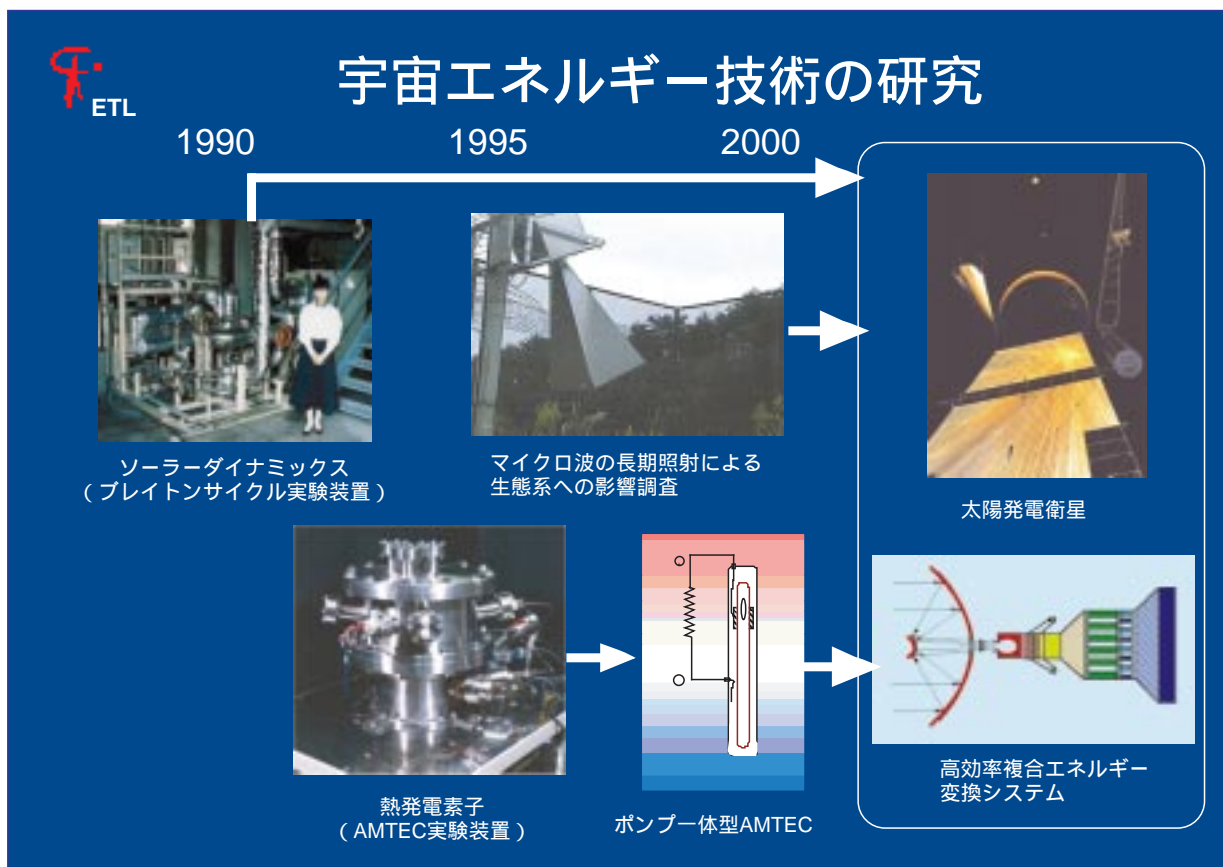 ETL
宇宙エネルギー技術の研究
1990
1995
2000
ソーラーダイナミックス
（ブレイトンサイクル実験装置）
マイクロ波の長期照射による
生態系への影響調査
太陽発電衛星
熱発電素子
（AMTEC実験装置）
ポンプ一体型AMTEC
高効率複合エネルギー
変換システム